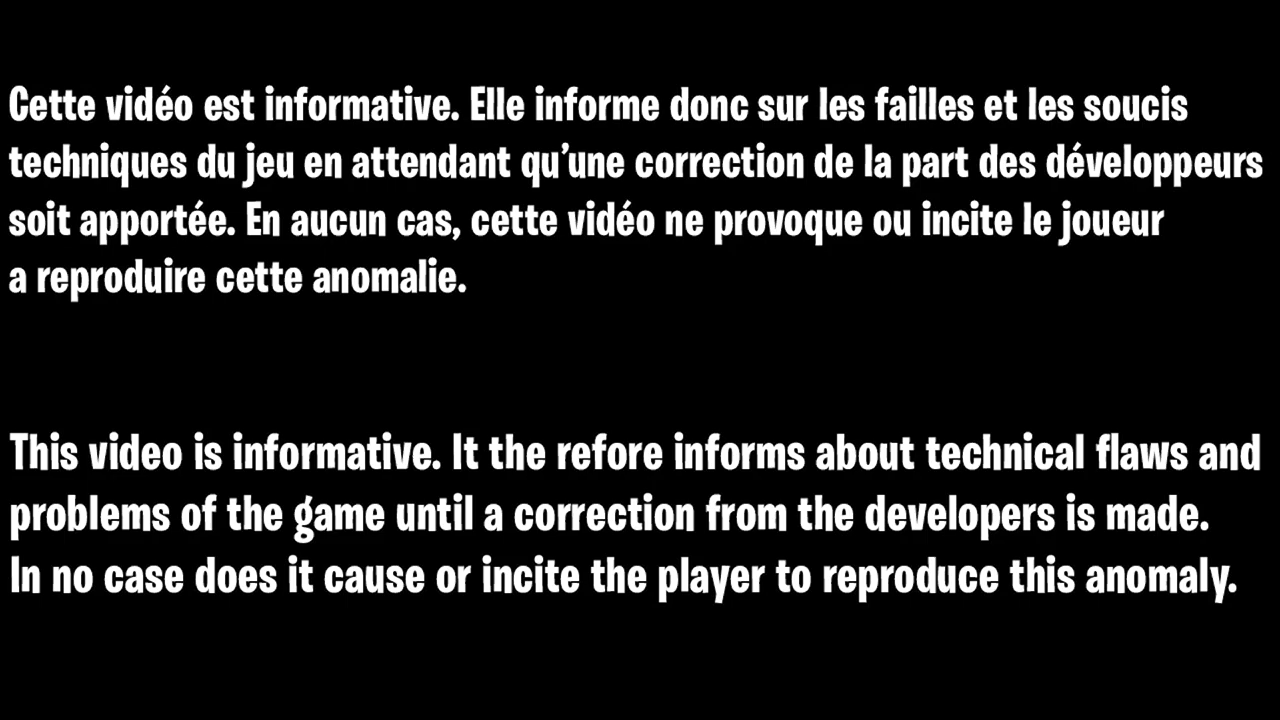 Cette vidéo est informative. Elle informe donc sur les failles et les soucis
techniques du jeu en attendant qu’une correction de la part des développeurs
soit apportée. En aucun cas, cette vidéo ne provoque ou incite le joueur
a reproduire cette anomalie.
This video is informative. It the refore informs about technical flaws and
problems of the game until a correction from the developers is made.
In no case does it cause or incite the player to reproduce this anomaly.